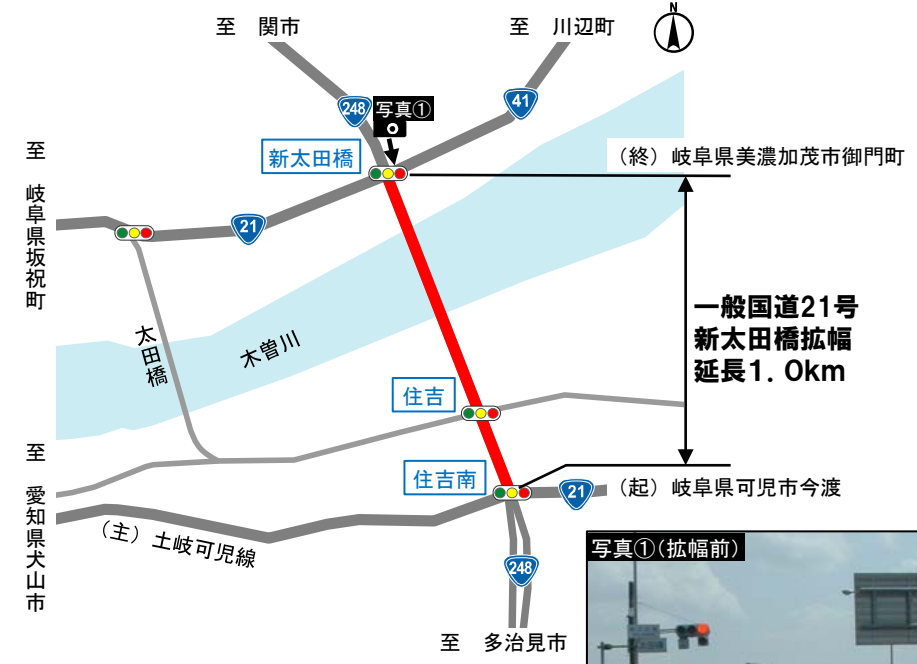 至 関市
至 川辺町
N
248
写真①
41
新太田橋
(終)岐阜県美濃加茂市御門町
至 岐阜県坂祝町
21
一般国道21号
新太田橋拡幅
延長1.0km
太田橋
木曽川
住吉
至 愛知県犬山市
住吉南
21
(起)岐阜県可児市今渡
(主)土岐可児線
写真①(拡幅前)
248
至 多治見市